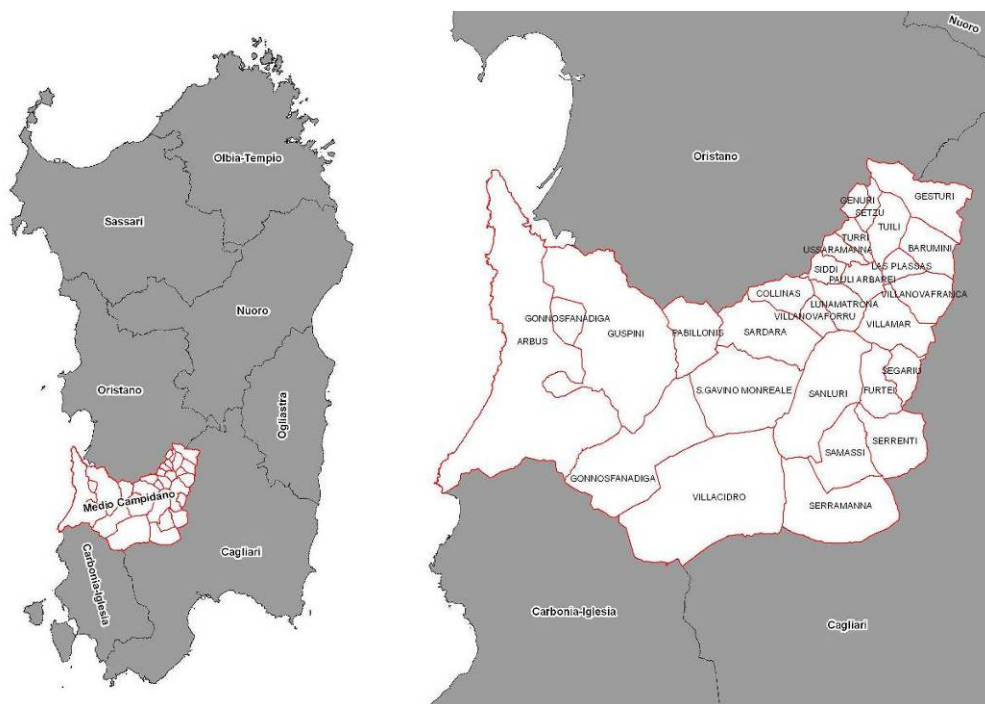 Olbia-Tempio
Sassari
Nuoro
Oristano
Ogliastra
Medio Campidano
Cagliari
Carbonia-Iglesia
Nuoro
Oristano
GESTURI
GENURI
SETZU
TUILI
TURRI
USSARAMANNA
BARUMINI
SIDDI
LAS PLASSAS
PAULI ARBAREI
COLLINAS
VILLANOVAFRANCA
LUNAMATRONA
VILLANOVAFORRU
GONNOSFANADIGA
ARBUS
GUSPINI
PABILLONIS
SARDARA
VILLAMAR
SEGARIU
S.GAVINO MONREALE
SANLURI
FURTEI
SERRENTI
SAMASSI
GONNOSFANADIGA
VILLACIDRO
SERRAMANNA
Carbonia-Iglesia
Cagliari